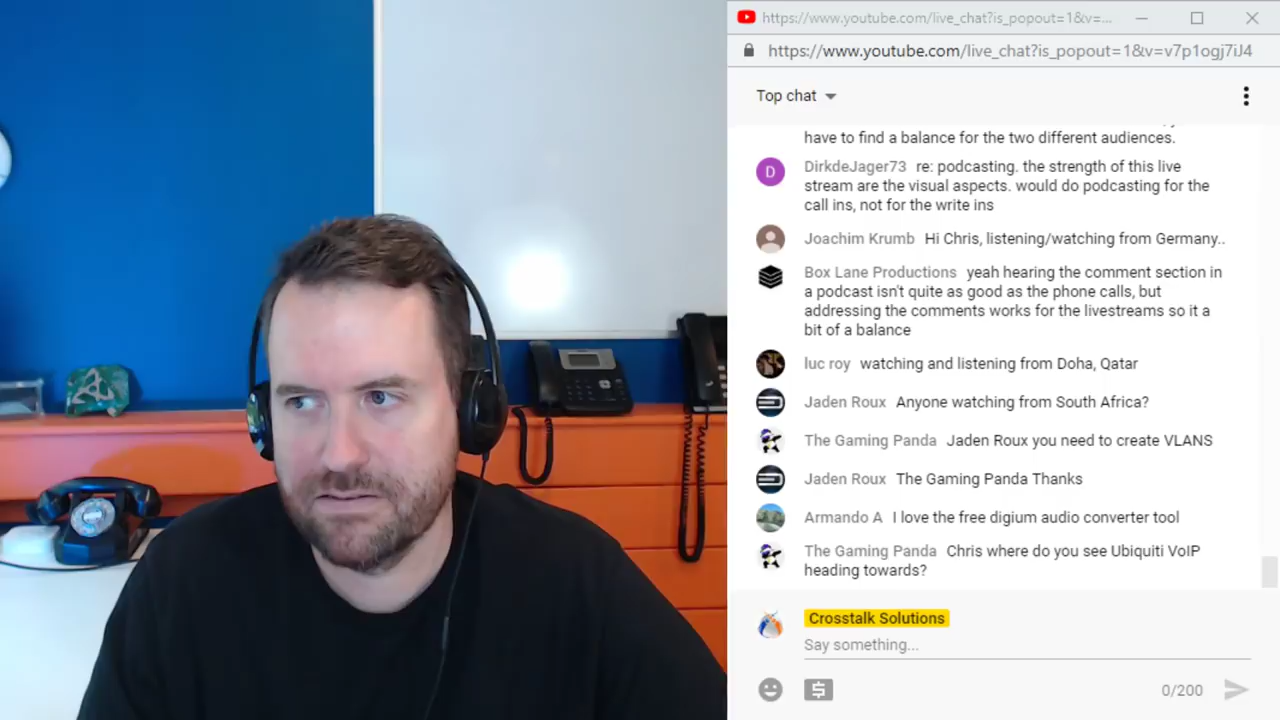 https://www.youtube.com/live_chat?is_popout=1&v=...
https://www.youtube.com/live_chat?is_popout=1&v=v7p1ogj7iJ4
Top chat
have to find a balance for the two different audiences.
D
DirkdeJager73 re: podcasting. the strength of this live
stream are the visual aspects. would do podcasting for the
call ins, not for the write ins
Joachim Krumb Hi Chris, listening/watching from Germany..
Box Lane Productions yeah hearing the comment section in
a podcast isn't quite as good as the phone calls, but
addressing the comments works for the livestreams so it a
bit of a balance
luc roy watching and listening from Doha, Qatar
Jaden Roux Anyone watching from South Africa?
The Gaming Panda Jaden Roux you need to create VLANS
Jaden Roux The Gaming Panda Thanks
Armando A I love the free digium audio converter tool
The Gaming Panda Chris where do you see Ubiquiti VoIP
heading towards?
Crosstalk Solutions
Say something...
0/200